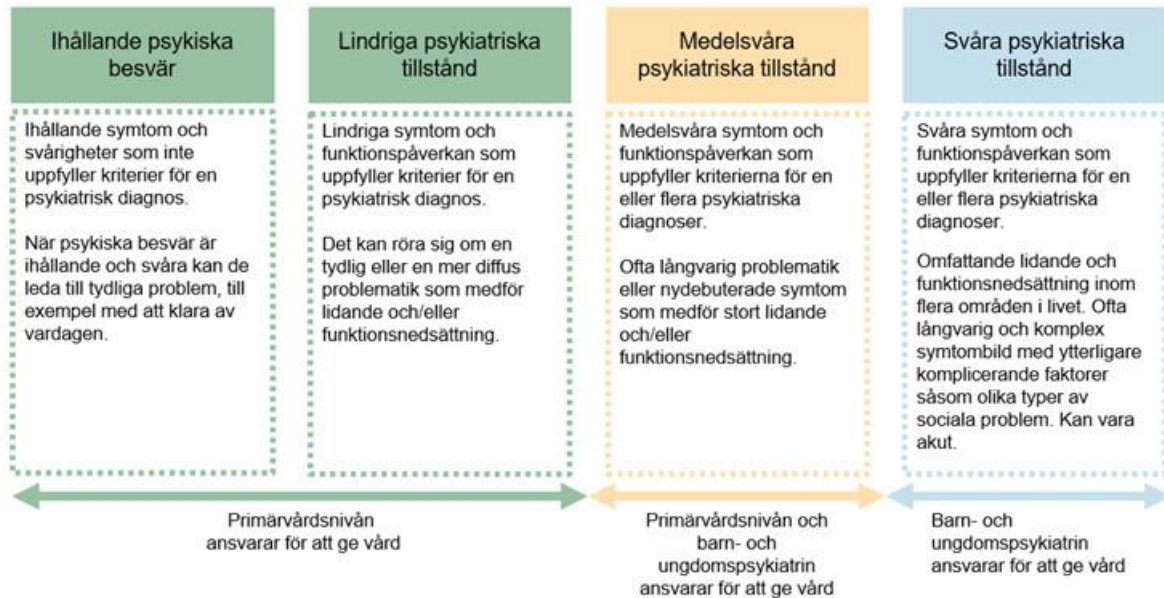 Ihållande psykiska
besvär
Ihållande symtom och
svårigheter som inte
uppfyller kriterier för en
psykiatrisk diagnos.
När psykiska besvär är
ihållande och svåra kan de
leda till tydliga problem, till
exempel med att klara av
vardagen.
Lindriga psykiatriska
tillstånd
Lindriga symtom och
funktionspåverkan som
uppfyller kriterier för en
psykiatrisk diagnos.
Det kan röra sig om en
tydlig eller en mer diffus
problematik som medför
lidande och/eller
funktionsnedsättning.
Medelsvåra
psykiatriska tillstånd
Medelsvåra symtom och
funktionspåverkan som
uppfyller kriterierna för en
eller flera psykiatriska
diagnoser.
Ofta långvarig problematik
eller nydebuterade symtom
som medför stort lidande
och/eller
funktionsnedsättning.
Svåra psykiatriska
tillstånd
Svåra symtom och
funktionspåverkan som
uppfyller kriterierna för en
eller flera psykiatriska
diagnoser.
Omfattande lidande och
funktionsnedsättning inom
flera områden i livet. Ofta
långvarig och komplex
symtombild med ytterligare
komplicerande faktorer
såsom olika typer av
sociala problem. Kan vara
akut.
Primärvårdsnivån
ansvarar för att ge vård
Primärvårdsnivån och
barn- och
ungdomspsykiatrin
ansvarar för att ge vård
Barn- och
ungdomspsykiatrin
ansvarar för att ge vård